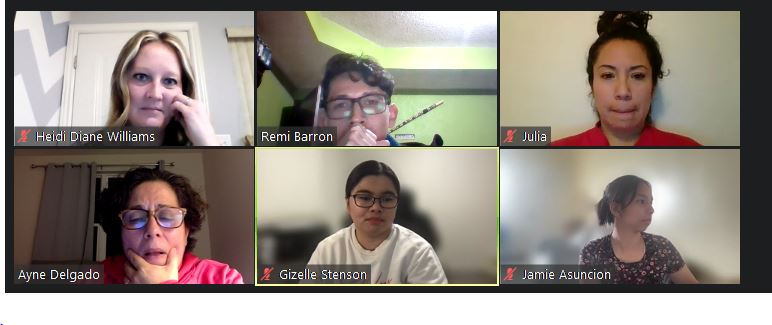 Heidi Diane Williams
Remi Barron
Julia
Ayne Delgado
Gizelle Stenson
Jamie Asuncion